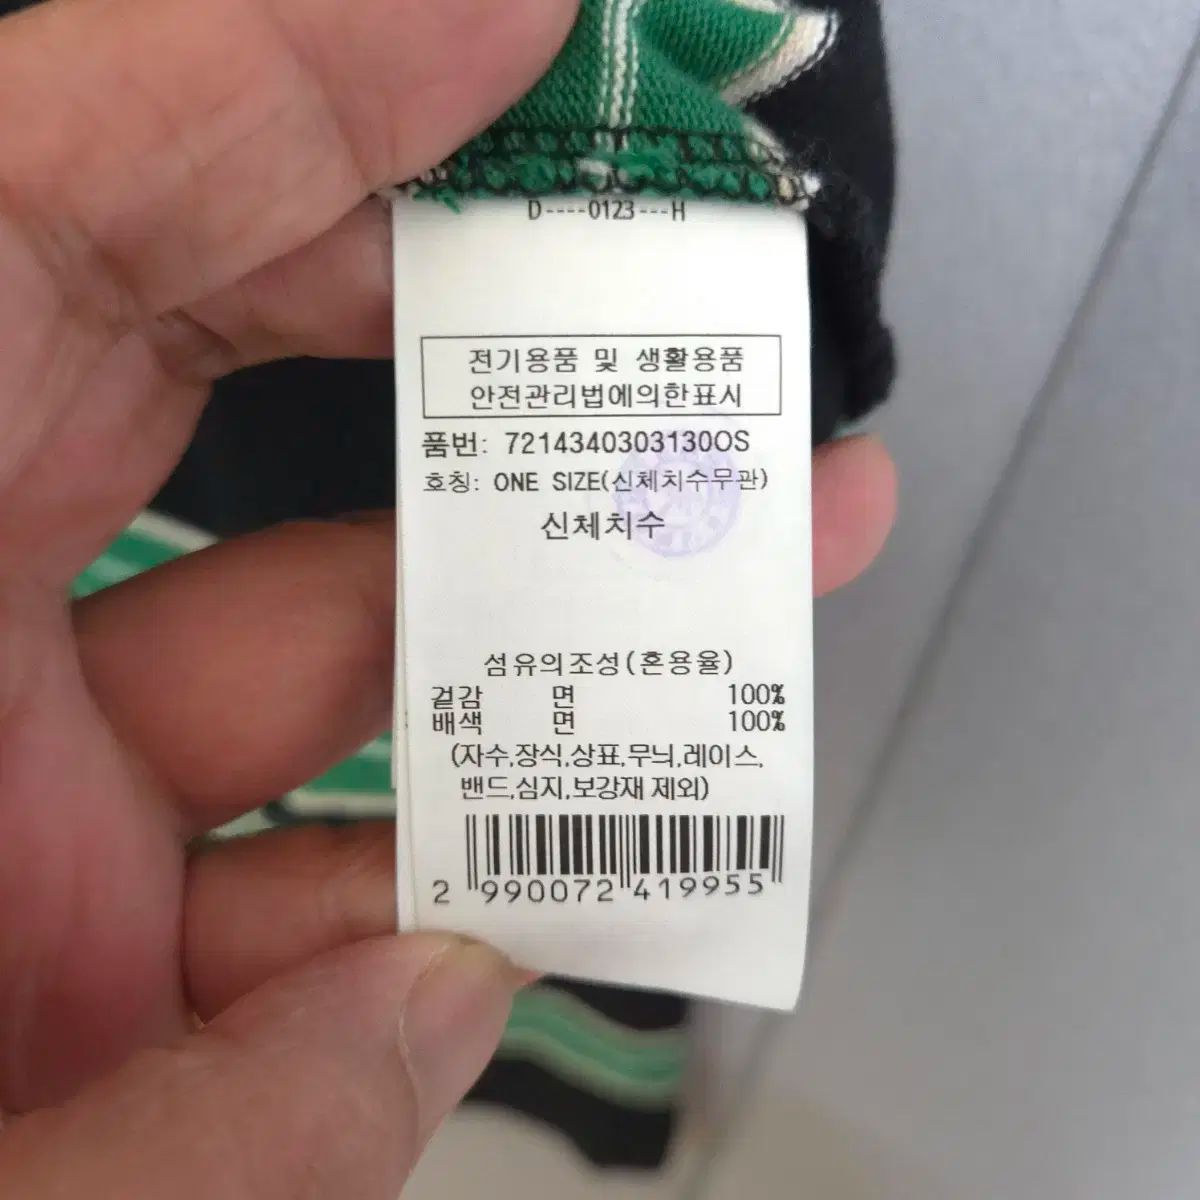 D----0123---H
전기용품 및 생활용품
안전관리법에의한표시
품번: 7214340303130OS
호칭: ONE SIZE(신체치수무관)
신체치수
섬유의조성(혼용율)
겉감 면 100%
배색 면 100%
(자수,장식,상표,무늬,레이스,
밴드,심지,보강재 제외)
2 990072 419955